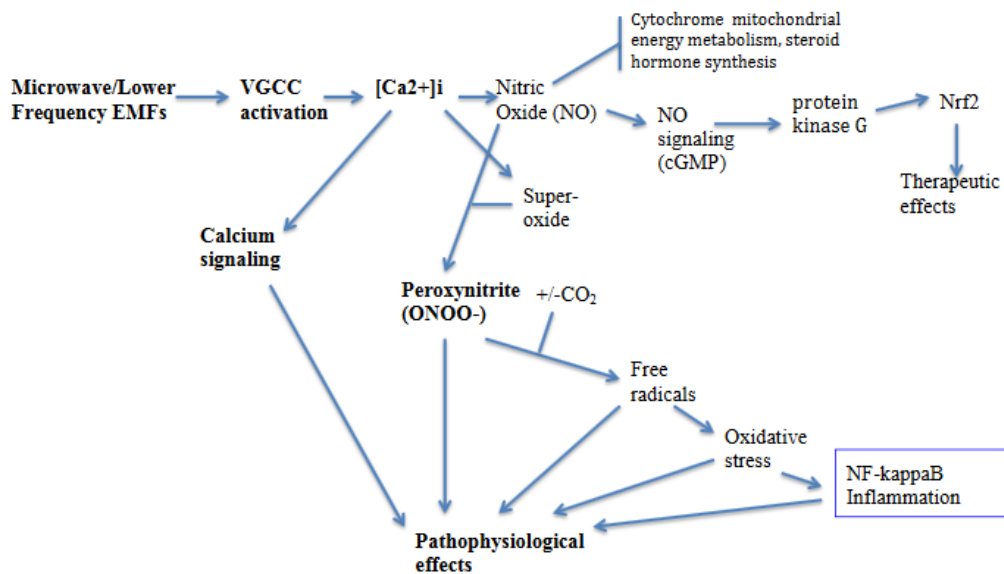 Cytochrome mitochondrial
energy metabolism, steroid
hormone synthesis
Microwave/Lower
Frequency EMFs
VGCC
activation
[Ca2+]i
Nitric
Oxide (NO)
NO
signaling
(cGMP)
protein
kinase G
Nrf2
Therapeutic
effects
Super-
oxide
Calcium
signaling
Peroxynitrite
(ONOO-)
+/-CO₂
Free
radicals
Oxidative
stress
NF-kappaB
Inflammation
Pathophysiological
effects